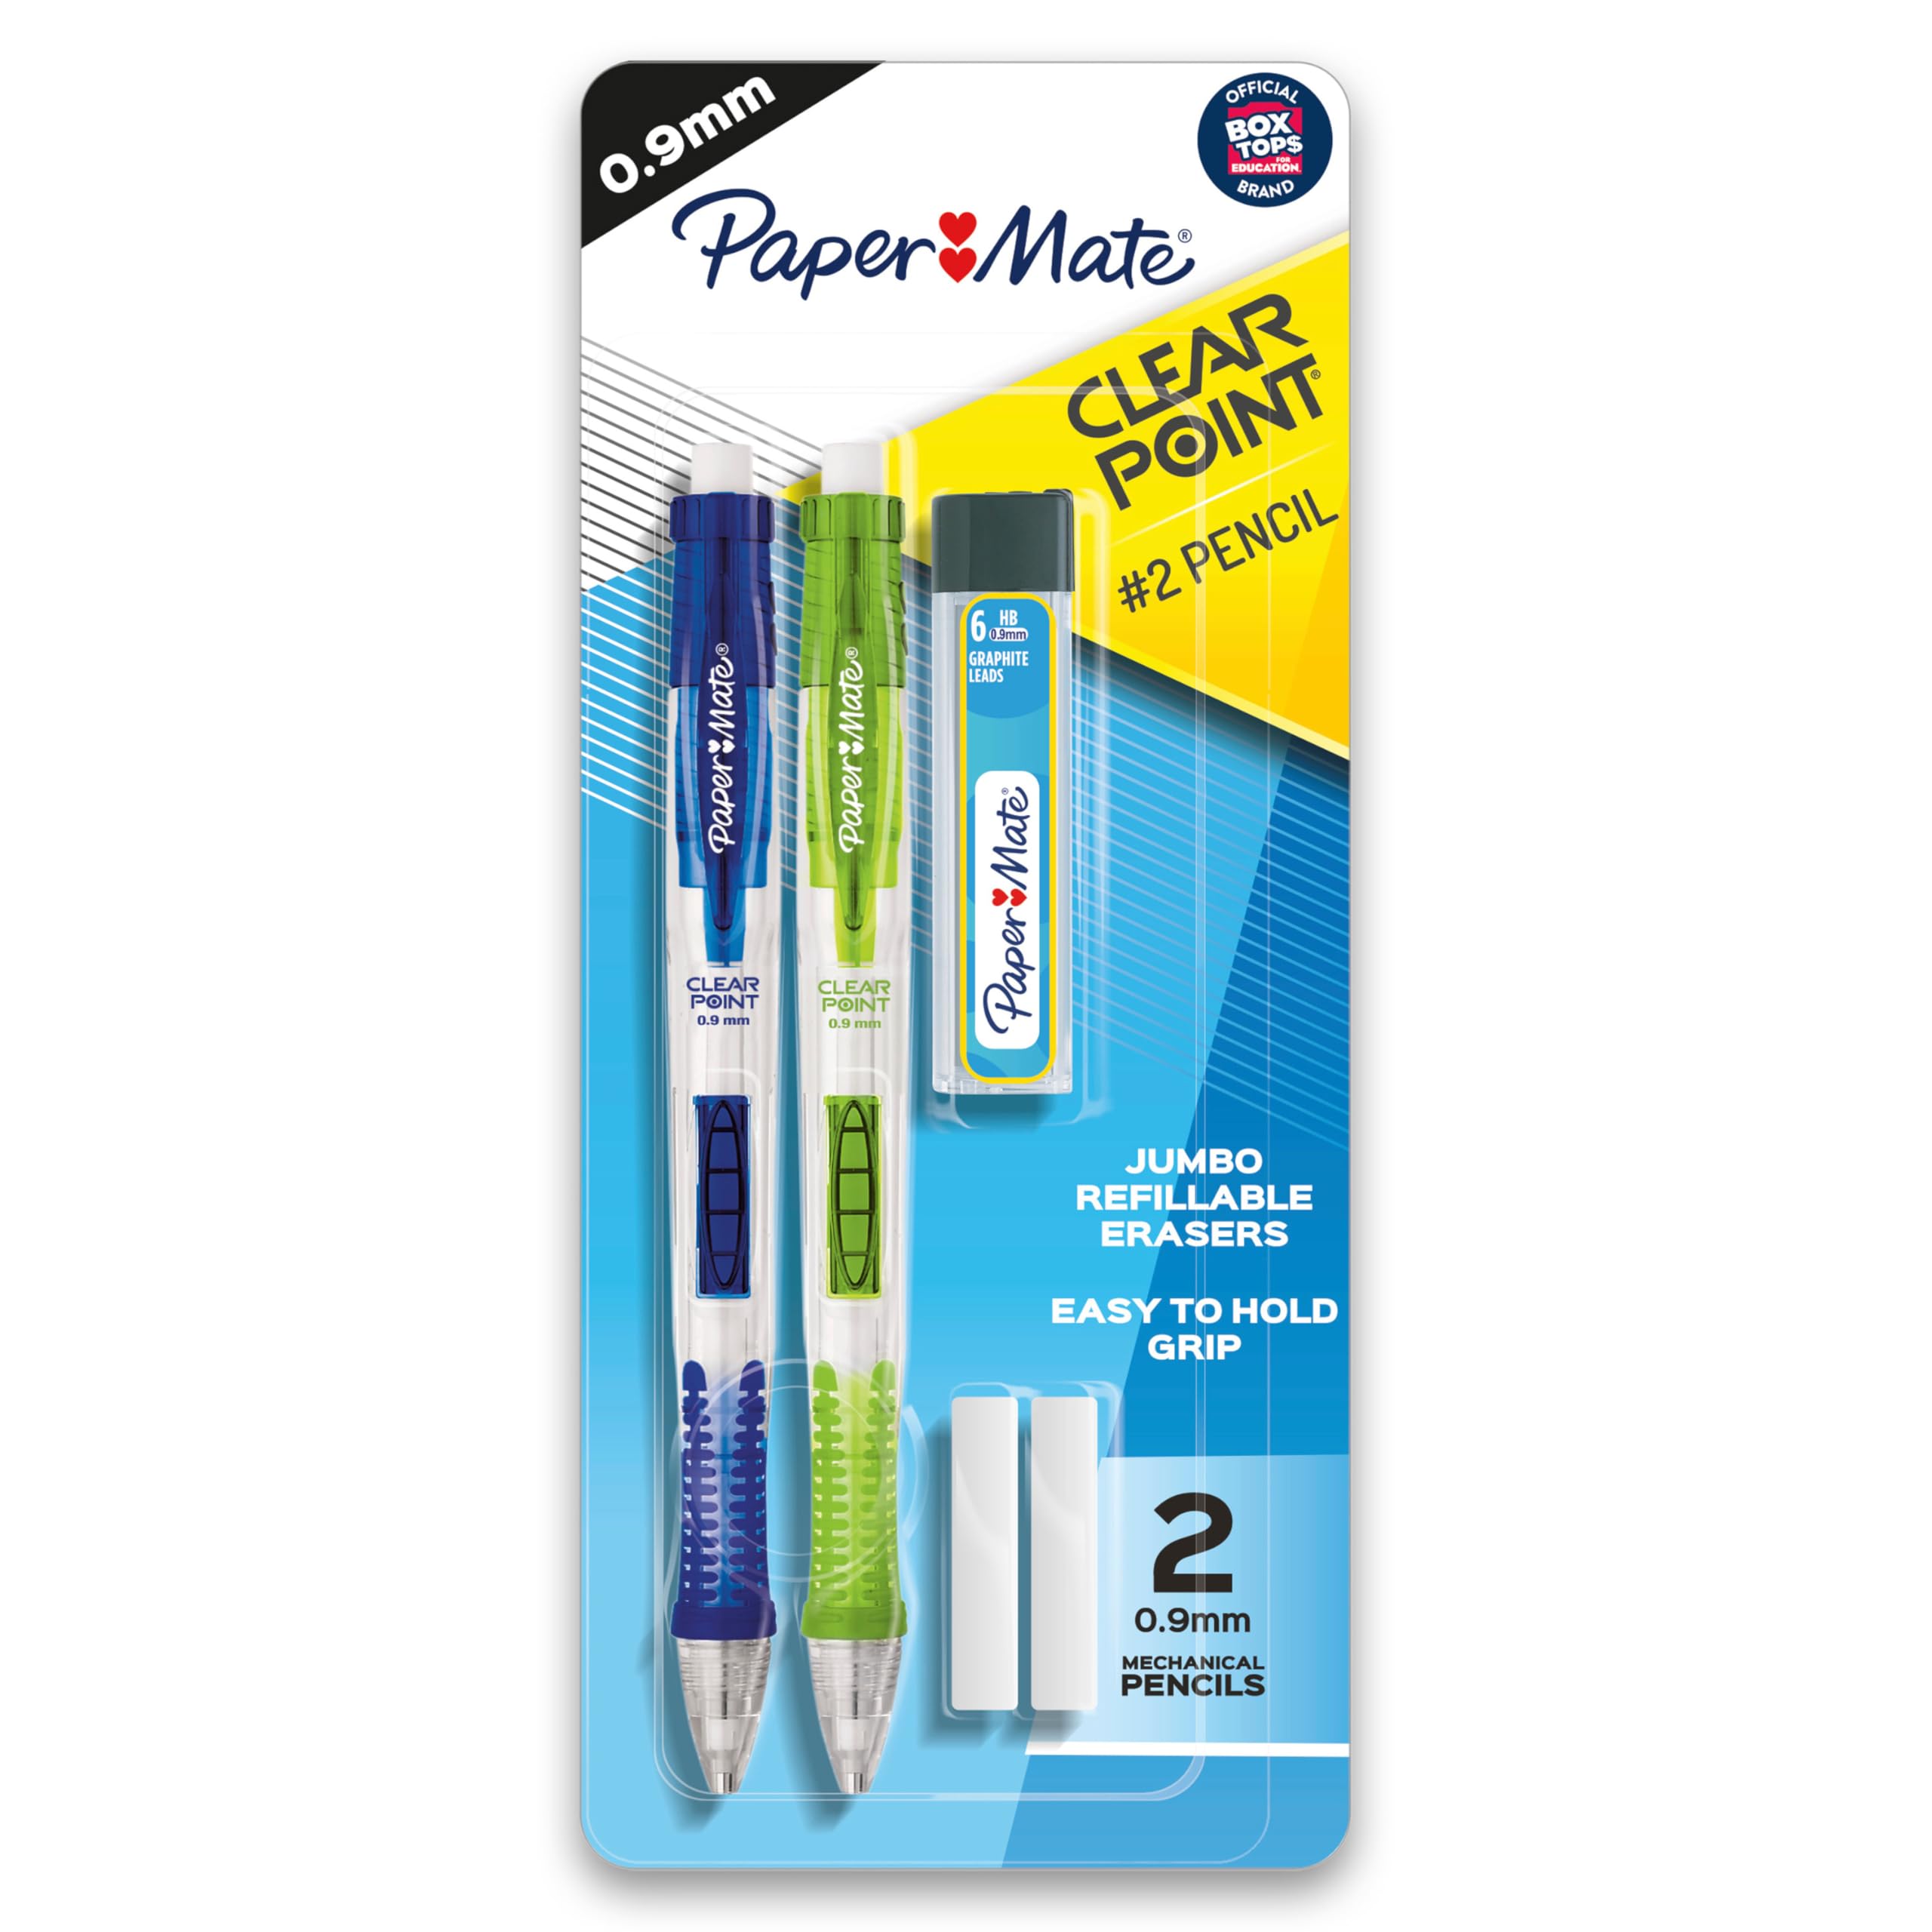 0.9mm
OFFICIAL
BOX
TOP$
FOR
EDUCATION
BRAND
Paper Mate®
CLEAR
POINT®
#2 PENCIL
Paper Mate®
CLEAR
POINT
0.9 mm
Paper Mate®
CLEAR
POINT
0.9 mm
6 HB
0.9mm
GRAPHITE
LEADS
Paper Mate®
JUMBO
REFILLABLE
ERASERS
EASY TO HOLD
GRIP
2
0.9mm
MECHANICAL
PENCILS